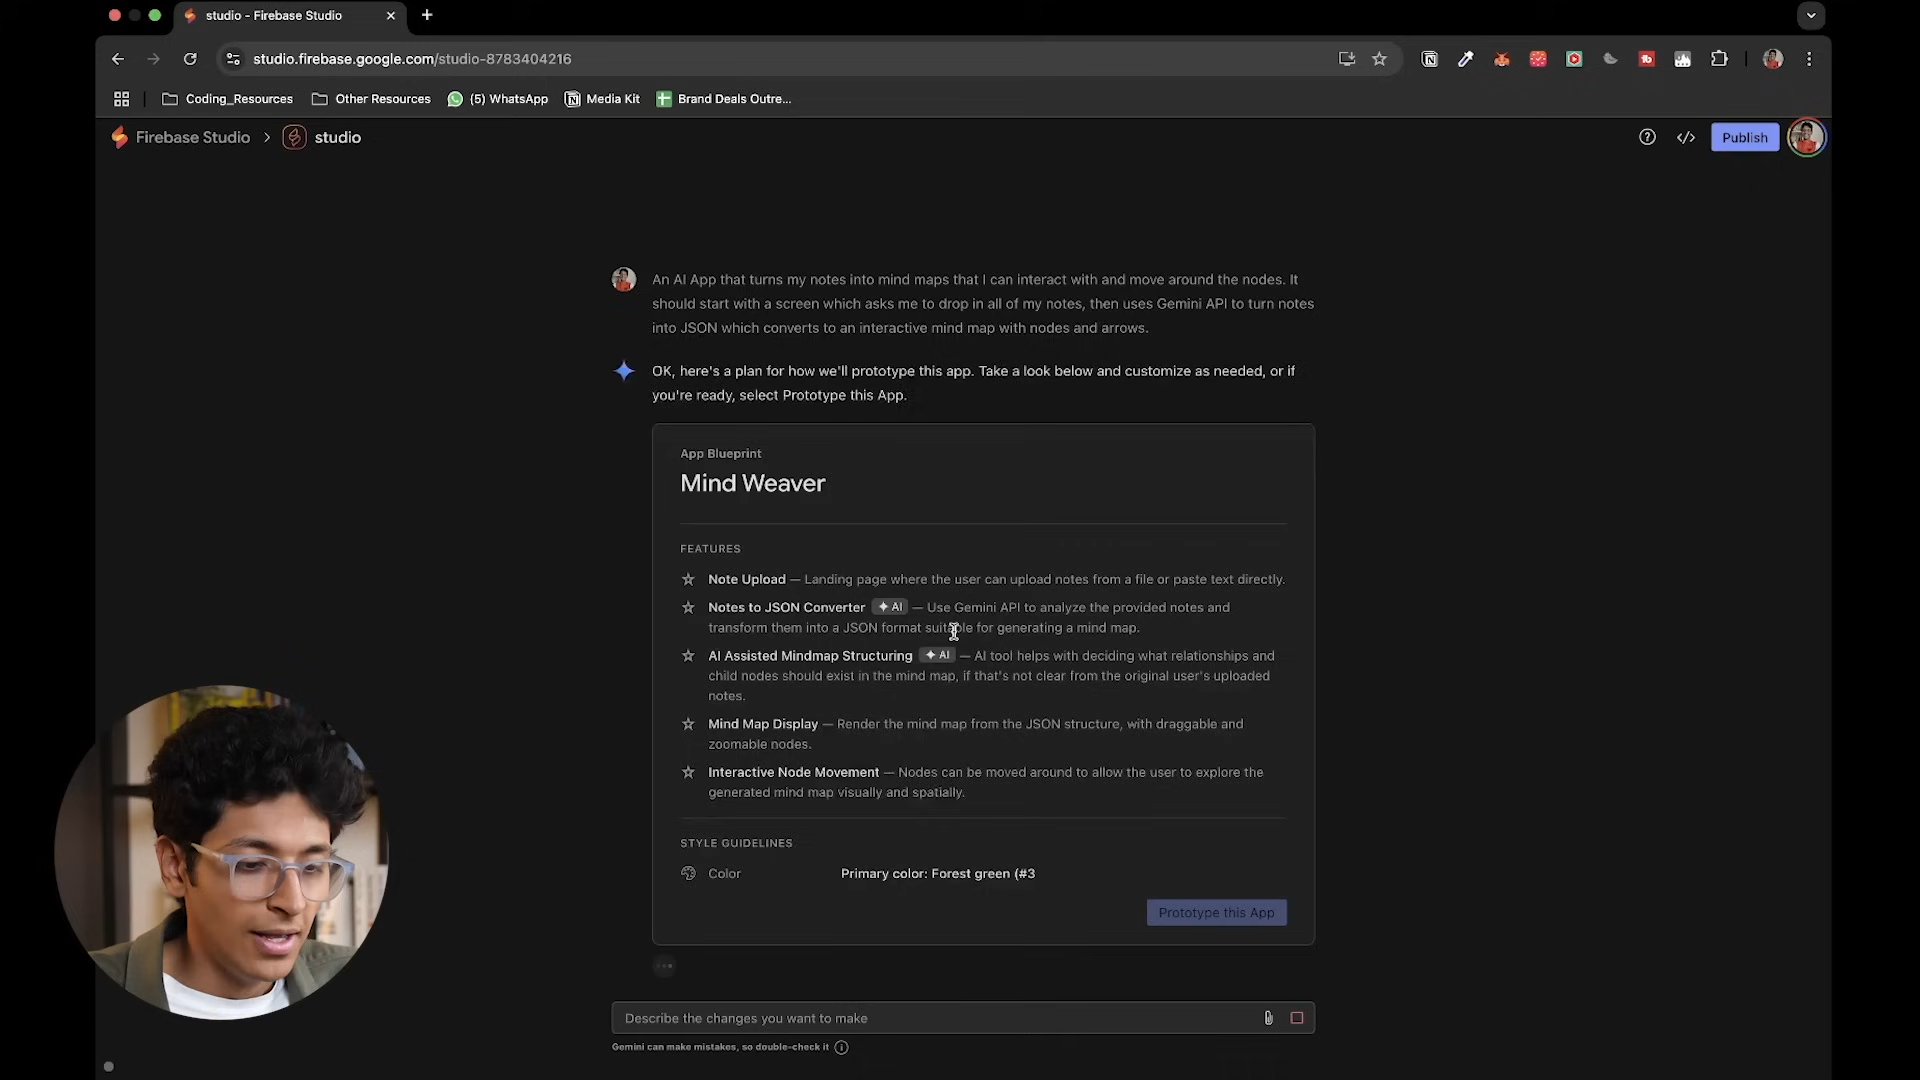 studio - Firebase Studio
studio.firebase.google.com/studio-8783404216
Coding_Resources
Other Resources
(5) WhatsApp
Media Kit
Brand Deals Outre...
Firebase Studio > studio
Publish
An AI App that turns my notes into mind maps that I can interact with and move around the nodes. It
should start with a screen which asks me to drop in all of my notes, then uses Gemini API to turn notes
into JSON which converts to an interactive mind map with nodes and arrows.
OK, here's a plan for how we'll prototype this app. Take a look below and customize as needed, or if
you're ready, select Prototype this App.
App Blueprint
Mind Weaver
FEATURES
Note Upload — Landing page where the user can upload notes from a file or paste text directly.
Notes to JSON Converter AI — Use Gemini API to analyze the provided notes and
transform them into a JSON format suitable for generating a mind map.
AI Assisted Mindmap Structuring AI — AI tool helps with deciding what relationships and
child nodes should exist in the mind map, if that's not clear from the original user's uploaded
notes.
Mind Map Display — Render the mind map from the JSON structure, with draggable and
zoomable nodes.
Interactive Node Movement — Nodes can be moved around to allow the user to explore the
generated mind map visually and spatially.
STYLE GUIDELINES
Color Primary color: Forest green (#3
Prototype this App
Describe the changes you want to make
Gemini can make mistakes, so double-check it